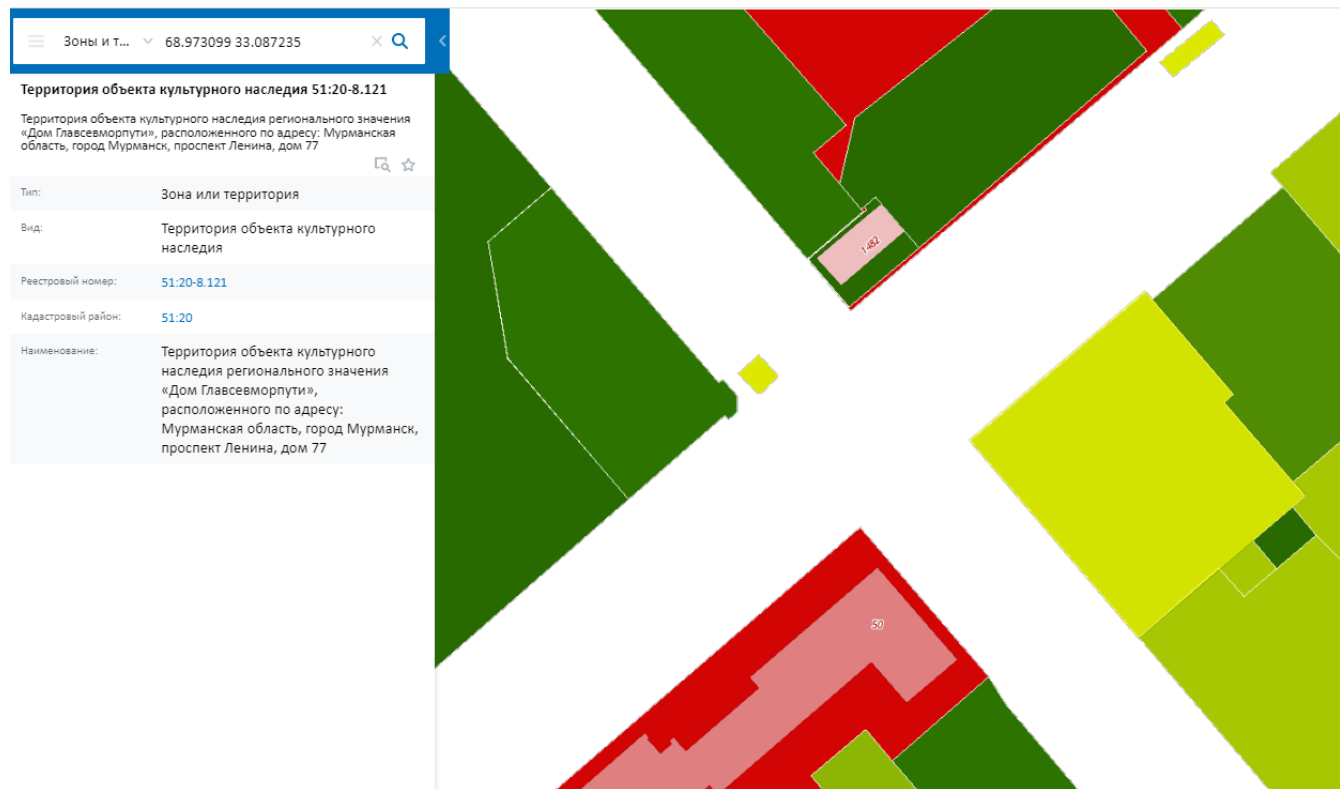 Зоны и т... 68.973099 33.087235
Территория объекта культурного наследия 51:20-8.121
Территория объекта культурного наследия регионального значения
«Дом Главсевморпути», расположенного по адресу: Мурманская
область, город Мурманск, проспект Ленина, дом 77
Тип: Зона или территория
Вид: Территория объекта культурного
наследия
Реестровый номер: 51:20-8.121
Кадастровый район: 51:20
Наименование: Территория объекта культурного
наследия регионального значения
«Дом Главсевморпути»,
расположенного по адресу:
Мурманская область, город Мурманск,
проспект Ленина, дом 77
1482
50